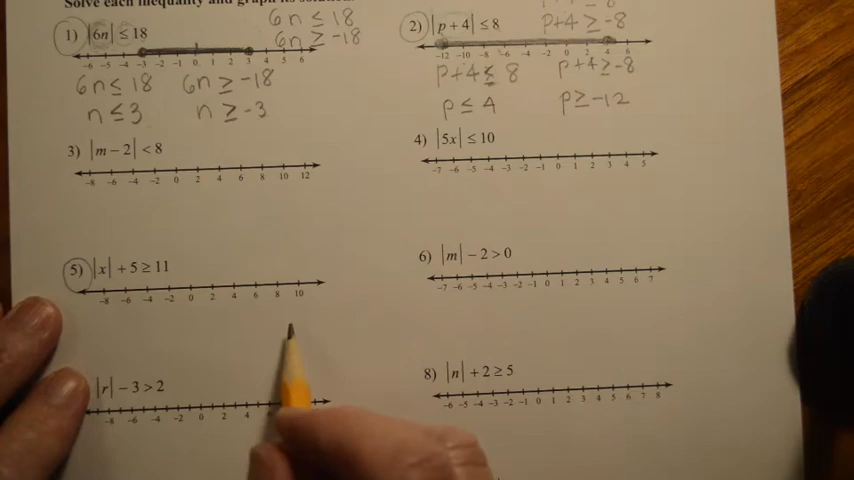 Solve each inequality and graph its solution.
1) |6n| ≤ 18
6n ≤ 18
6n ≥ -18
-6 -5 -4 -3 -2 -1 0 1 2 3 4 5 6
6n ≤ 18 6n ≥ -18
n ≤ 3 n ≥ -3
2) |p + 4| ≤ 8
p+4 ≥ -8
-12 -10 -8 -6 -4 -2 0 2 4 6
p+4 ≤ 8 p+4 ≥ -8
p ≤ 4 p ≥ -12
3) |m − 2| < 8
-8 -6 -4 -2 0 2 4 6 8 10 12
4) |5x| ≤ 10
-7 -6 -5 -4 -3 -2 -1 0 1 2 3 4 5
5) |x| + 5 ≥ 11
-8 -6 -4 -2 0 2 4 6 8 10
6) |m| − 2 > 0
-7 -6 -5 -4 -3 -2 -1 0 1 2 3 4 5 6 7
|r| − 3 > 2
-8 -6 -4 -2 0 2 4
8) |n| + 2 ≥ 5
-6 -5 -4 -3 -2 -1 0 1 2 3 4 5 6 7 8